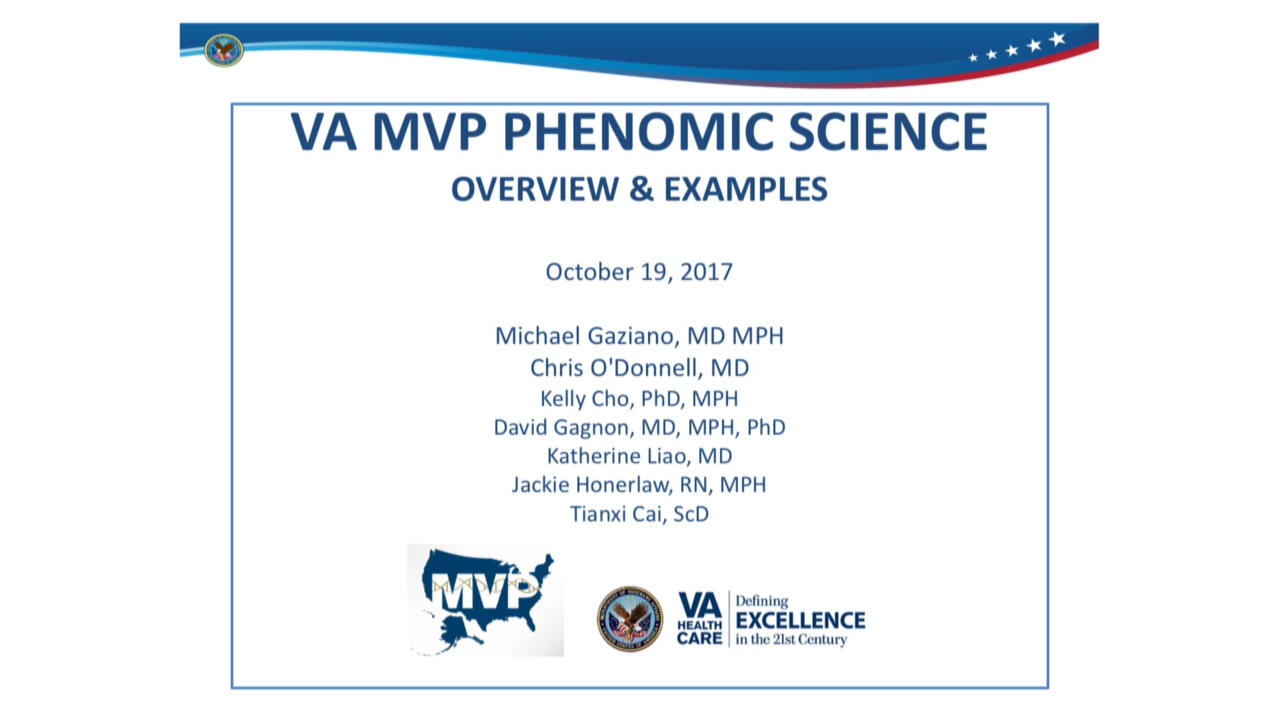 VA MVP PHENOMIC SCIENCE
OVERVIEW & EXAMPLES
October 19, 2017
Michael Gaziano, MD MPH
Chris O'Donnell, MD
Kelly Cho, PhD, MPH
David Gagnon, MD, MPH, PhD
Katherine Liao, MD
Jackie Honerlaw, RN, MPH
Tianxi Cai, ScD
MVP
VA
HEALTH
CARE
Defining
EXCELLENCE
in the 21st Century